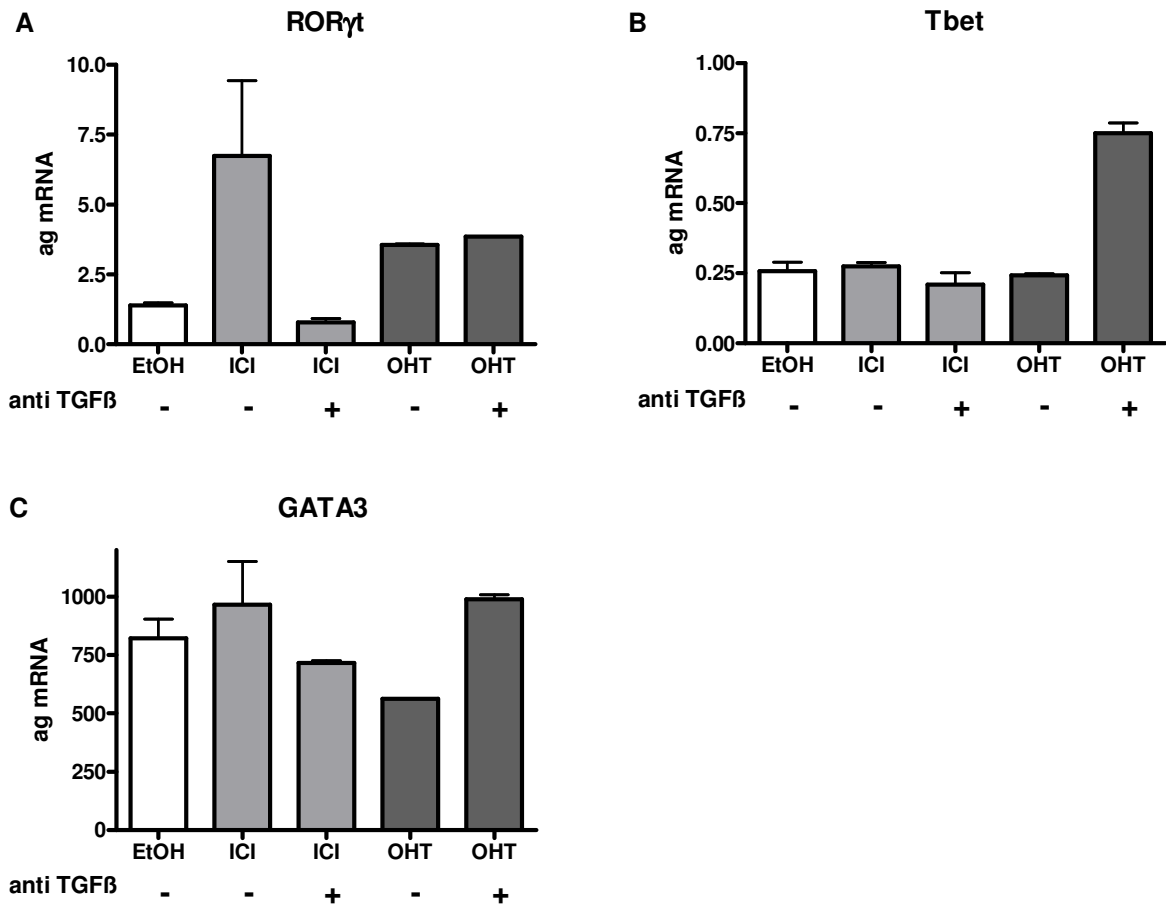 A
RORγt
10.0
7.5
5.0
2.5
0.0
ag mRNA
EtOH ICI ICI OHT OHT
anti TGFß - - + - +
B
Tbet
1.00
0.75
0.50
0.25
0.00
ag mRNA
EtOH ICI ICI OHT OHT
anti TGFß - - + - +
C
GATA3
1000
750
500
250
0
ag mRNA
EtOH ICI ICI OHT OHT
anti TGFß - - + - +